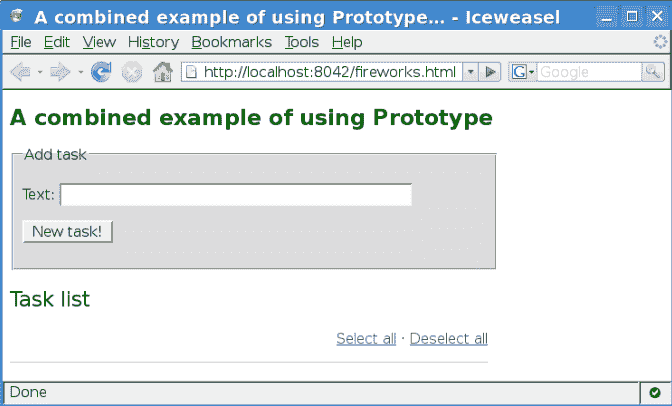 A combined example of using Prototype... - Iceweasel
File Edit View History Bookmarks Tools Help
http://localhost:8042/fireworks.html G Google
A combined example of using Prototype
Add task
Text:
New task!
Task list
Select all · Deselect all
Done